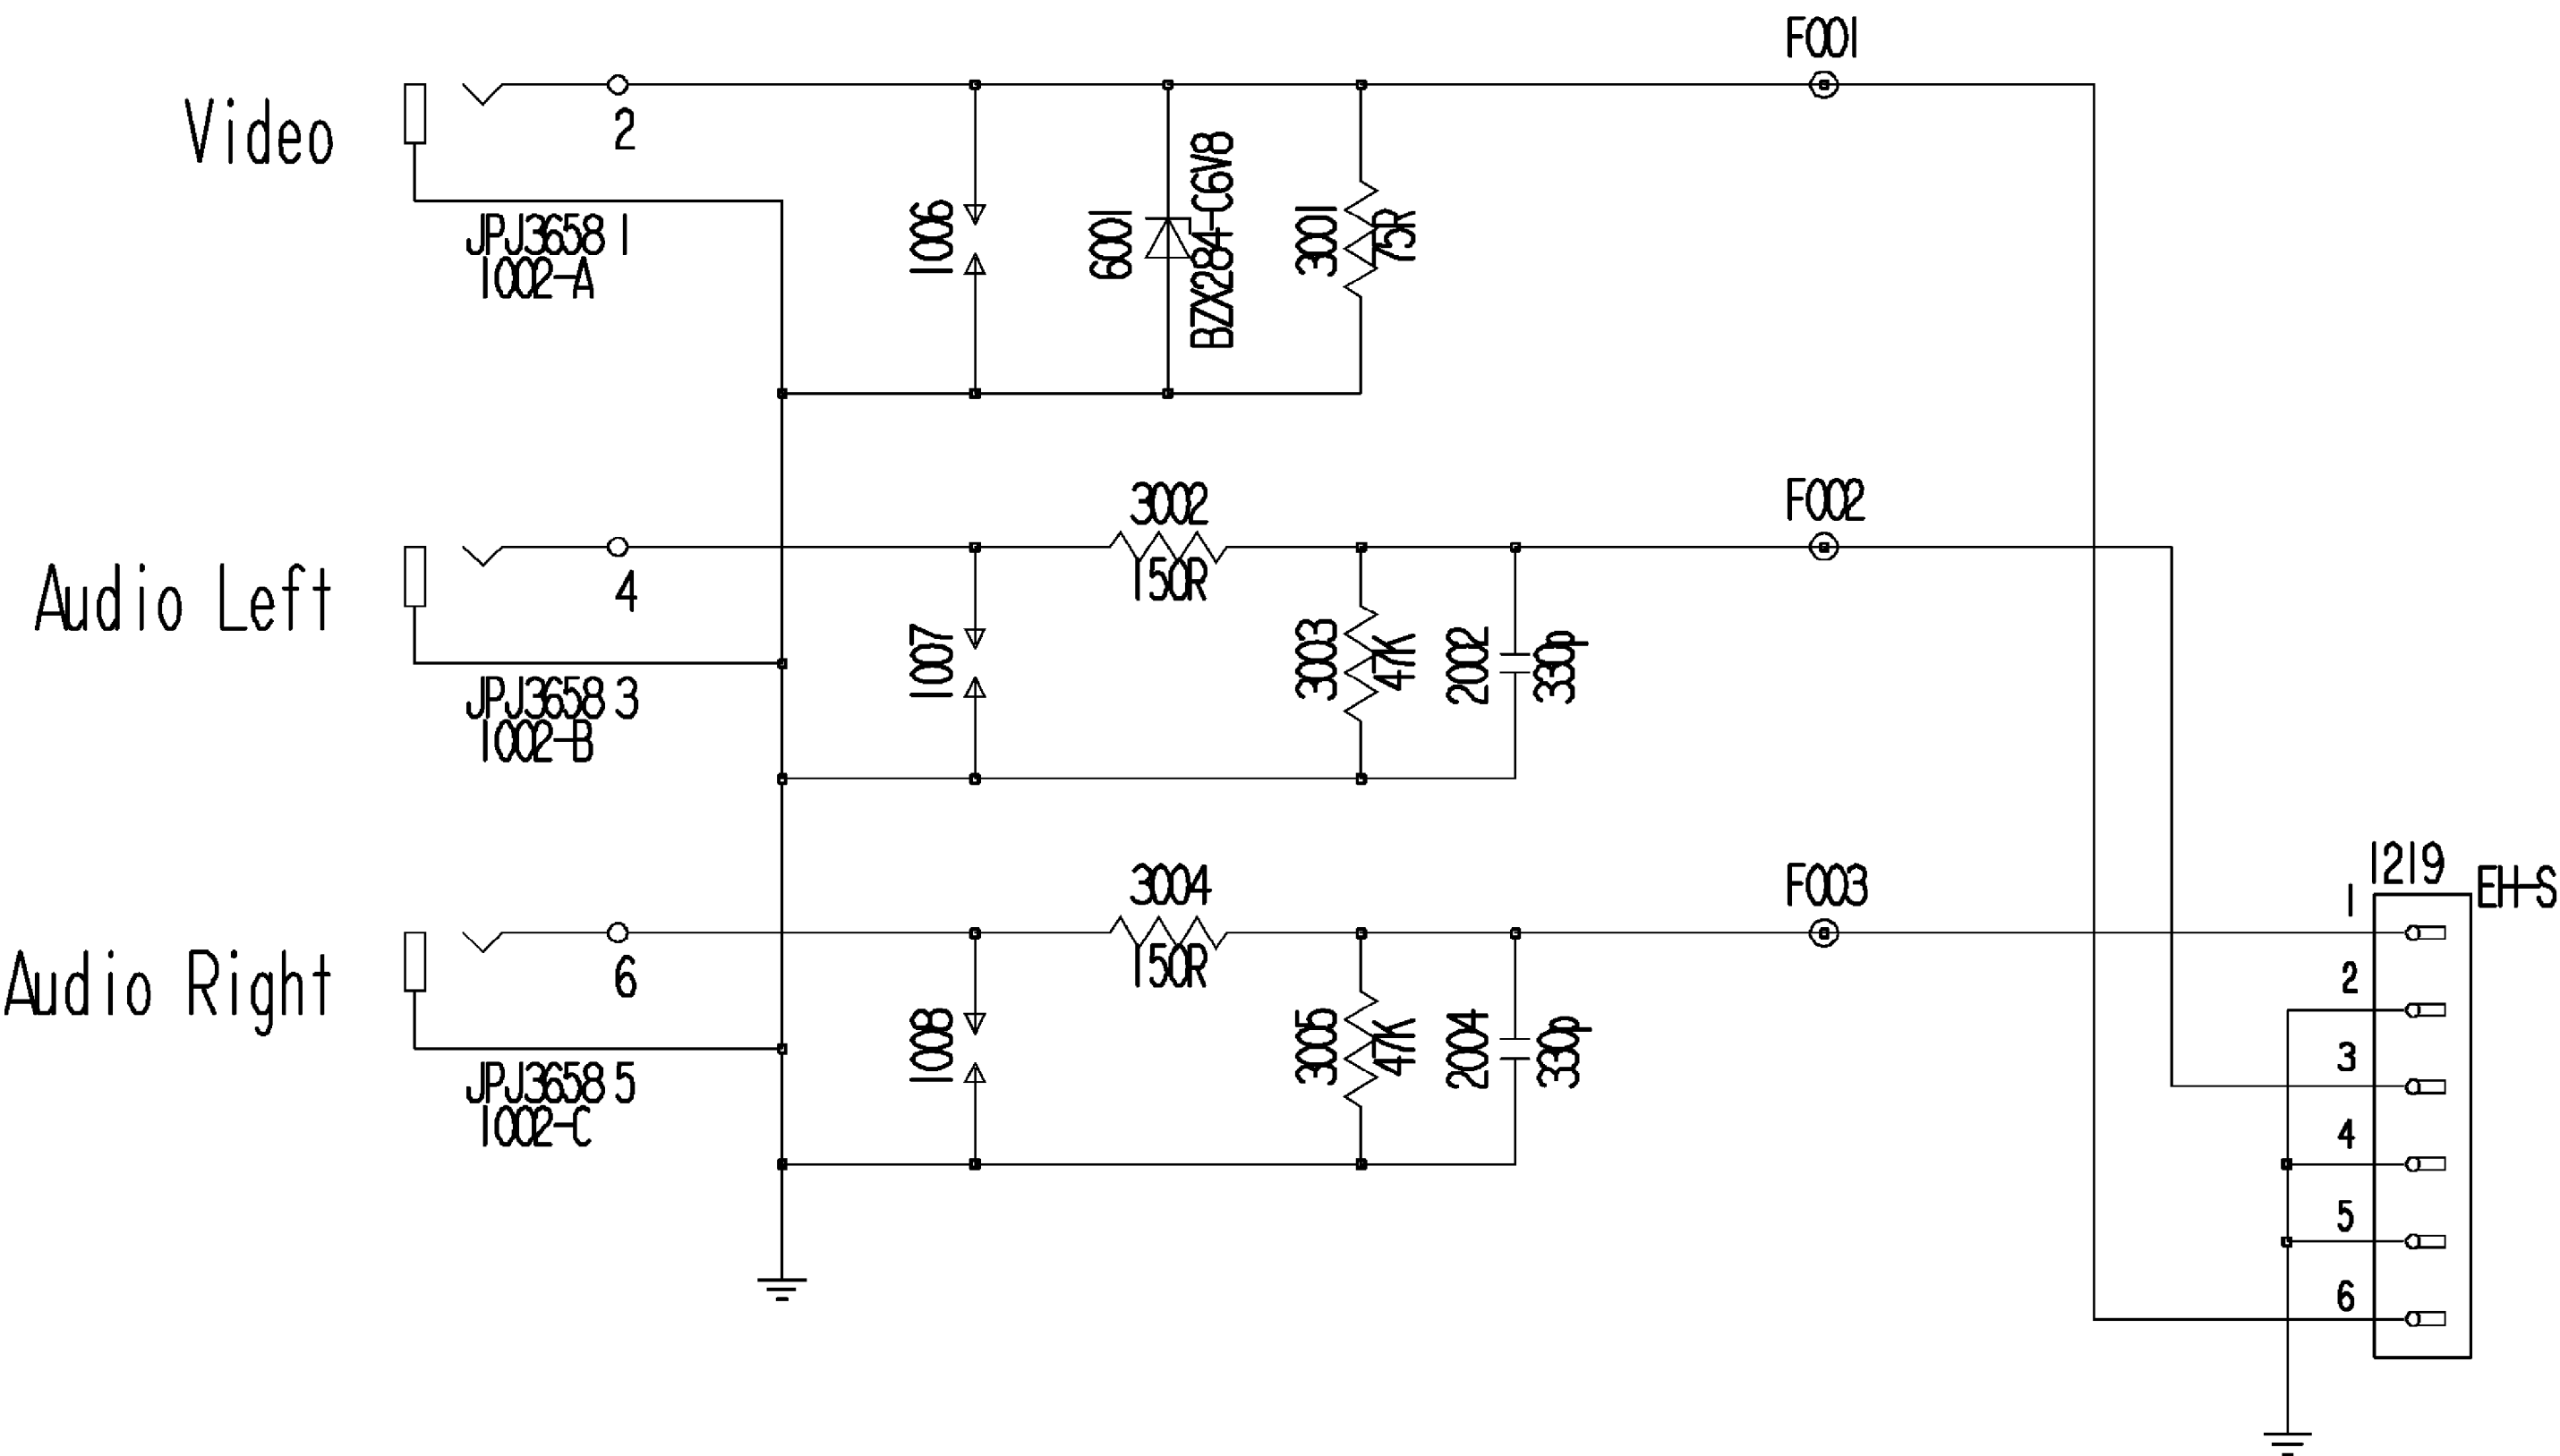 F001
Video
2
JPJ3658 1
1002-A
1006
6001
BZX284-C6V8
3001
75R
3002
150R
F002
Audio Left
4
JPJ3658 3
1002-B
1007
3003
47K
2002
330p
3004
150R
F003
Audio Right
6
JPJ3658 5
1002-C
1008
3005
47K
2004
330p
1219
EH-S
1
2
3
4
5
6